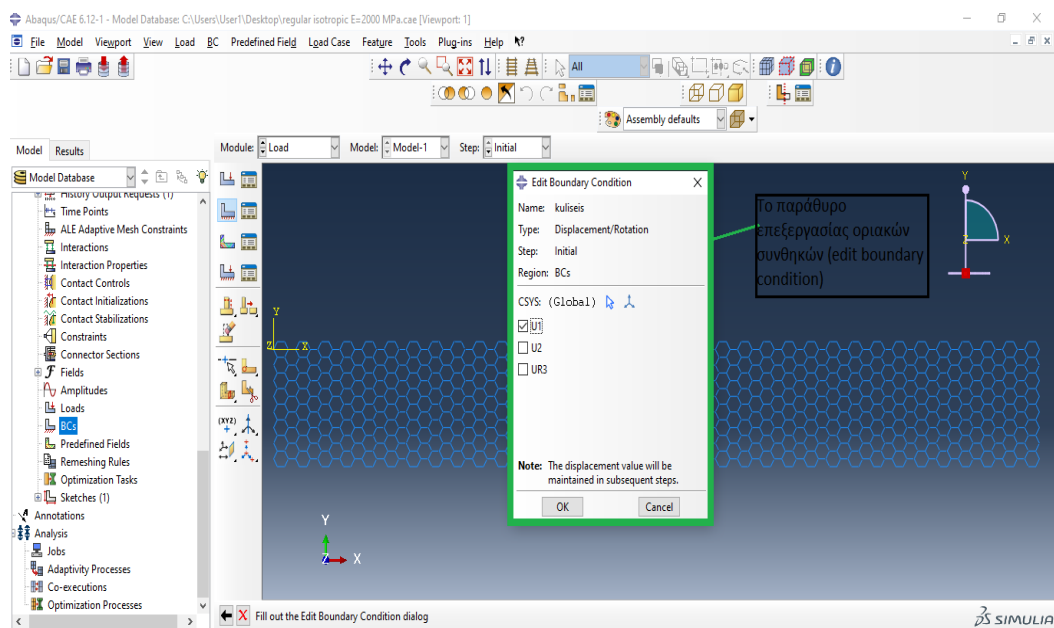 Abaqus/CAE 6.12-1 - Model Database: C:\Users\User1\Desktop\regular isotropic E=2000 MPa.cae [Viewport: 1]
File Model Viewport View Load BC Predefined Field Load Case Feature Tools Plug-ins Help
All
Assembly defaults
Model Results
Module: Load Model: Model-1 Step: Initial
Model Database
History Output Requests (1)
Time Points
ALE Adaptive Mesh Constraints
Interactions
Interaction Properties
Contact Controls
Contact Initializations
Contact Stabilizations
Constraints
Connector Sections
Fields
Amplitudes
Loads
BCs
Predefined Fields
Remeshing Rules
Optimization Tasks
Sketches (1)
Annotations
Analysis
Jobs
Adaptivity Processes
Co-executions
Optimization Processes
(XYZ)
Edit Boundary Condition X
Name: kuliseis
Type: Displacement/Rotation
Step: Initial
Region: BCs
CSYS: (Global)
U1
U2
UR3
Note: The displacement value will be
maintained in subsequent steps.
OK Cancel
Το παράθυρο
επεξεργασίας οριακών
συνθηκών (edit boundary
condition)
Y
Z X
Y
Z X
Y
Z X
Fill out the Edit Boundary Condition dialog
SIMULIA